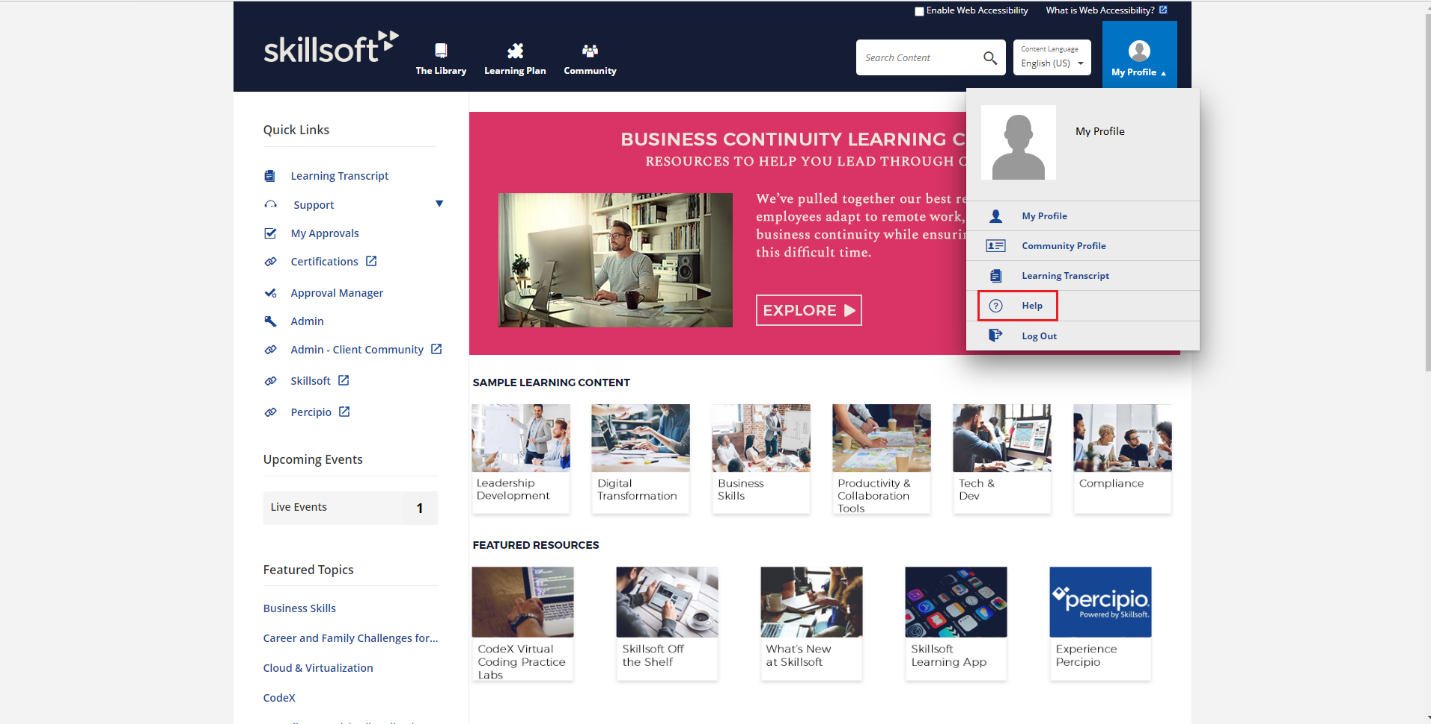 Enable Web Accessibility
What is Web Accessibility?
skillsoft
The Library
Learning Plan
Community
Search Content
Content Language
English (US)
My Profile
Quick Links
Learning Transcript
Support
My Approvals
Certifications
Approval Manager
Admin
Admin - Client Community
Skillsoft
Percipio
Upcoming Events
Live Events 1
Featured Topics
Business Skills
Career and Family Challenges for...
Cloud & Virtualization
CodeX
BUSINESS CONTINUITY LEARNING C
RESOURCES TO HELP YOU LEAD THROUGH
We've pulled together our best
employees adapt to remote work,
business continuity while
this difficult time.
EXPLORE
My Profile
My Profile
Community Profile
Learning Transcript
Help
Log Out
SAMPLE LEARNING CONTENT
Leadership
Development
Digital
Transformation
Business
Skills
Productivity &
Collaboration
Tools
Tech &
Dev
Compliance
FEATURED RESOURCES
CodeX Virtual
Coding Practice
Labs
Skillsoft Off
the Shelf
What's New
at Skillsoft
Skillsoft
Learning App
percipio.
Powered by Skillsoft.
Experience
Percipio